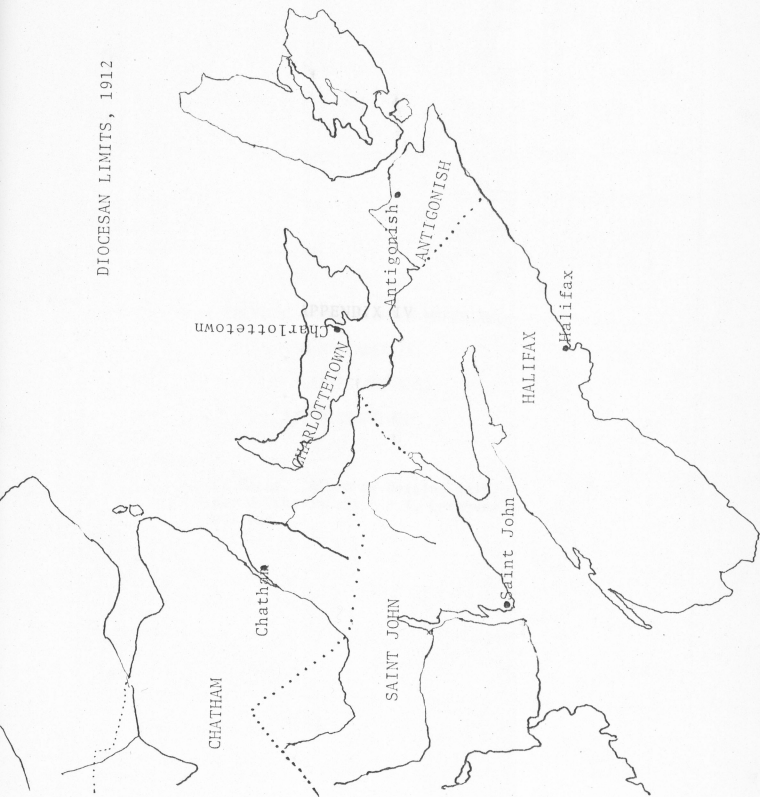 DIOCESAN LIMITS, 1912
Charlottetown
CHARLOTTETOWN
Antigonish
ANTIGONISH
Halifax
HALIFAX
Chatham
CHATHAM
Saint John
SAINT JOHN